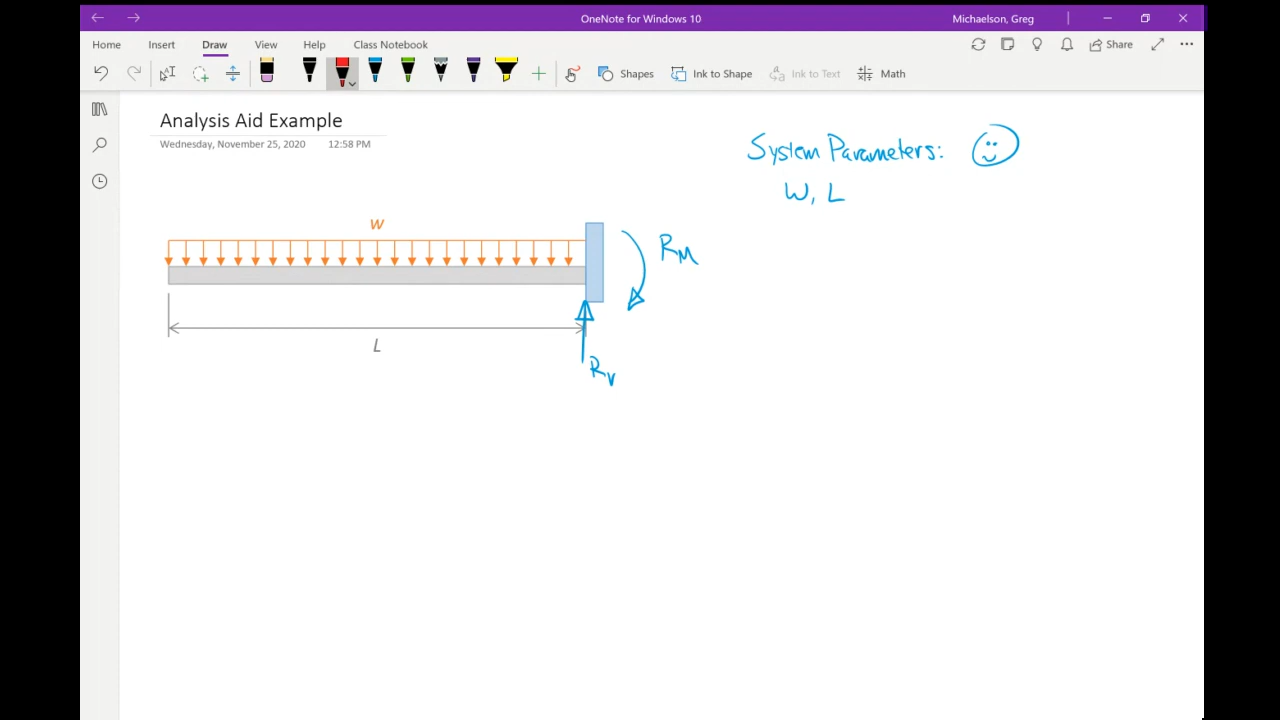 OneNote for Windows 10
Michaelson, Greg
Home Insert Draw View Help Class Notebook
Share
Shapes Ink to Shape Ink to Text Math
Analysis Aid Example
Wednesday, November 25, 2020 12:58 PM
System Parameters:
W, L
w
RM
L
Rv